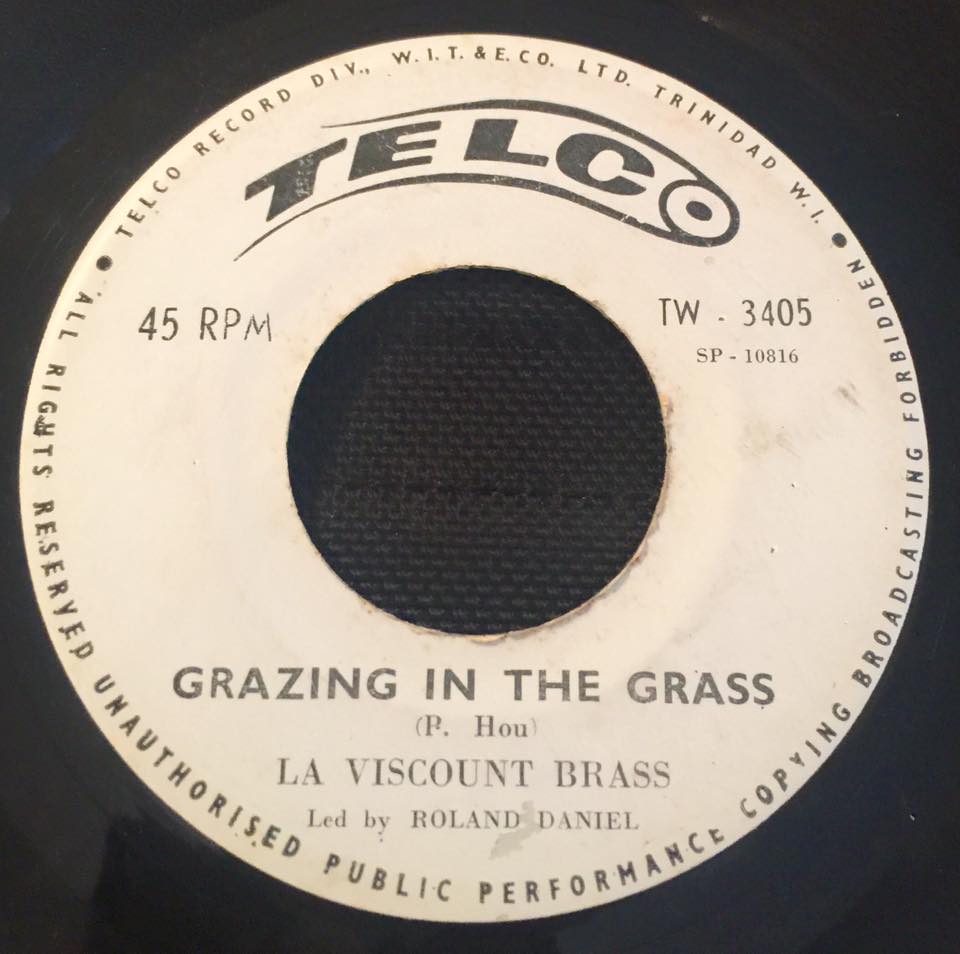 TELCO RECORD DIV., W.I.T. & E. CO. LTD. TRINIDAD W.I.
TELCO
45 RPM
TW - 3405
SP - 10816
GRAZING IN THE GRASS
(P. Hou)
LA VISCOUNT BRASS
Led by ROLAND DANIEL
ALL RIGHTS RESERVED UNAUTHORISED PUBLIC PERFORMANCE COPYING BROADCASTING FORBIDDEN